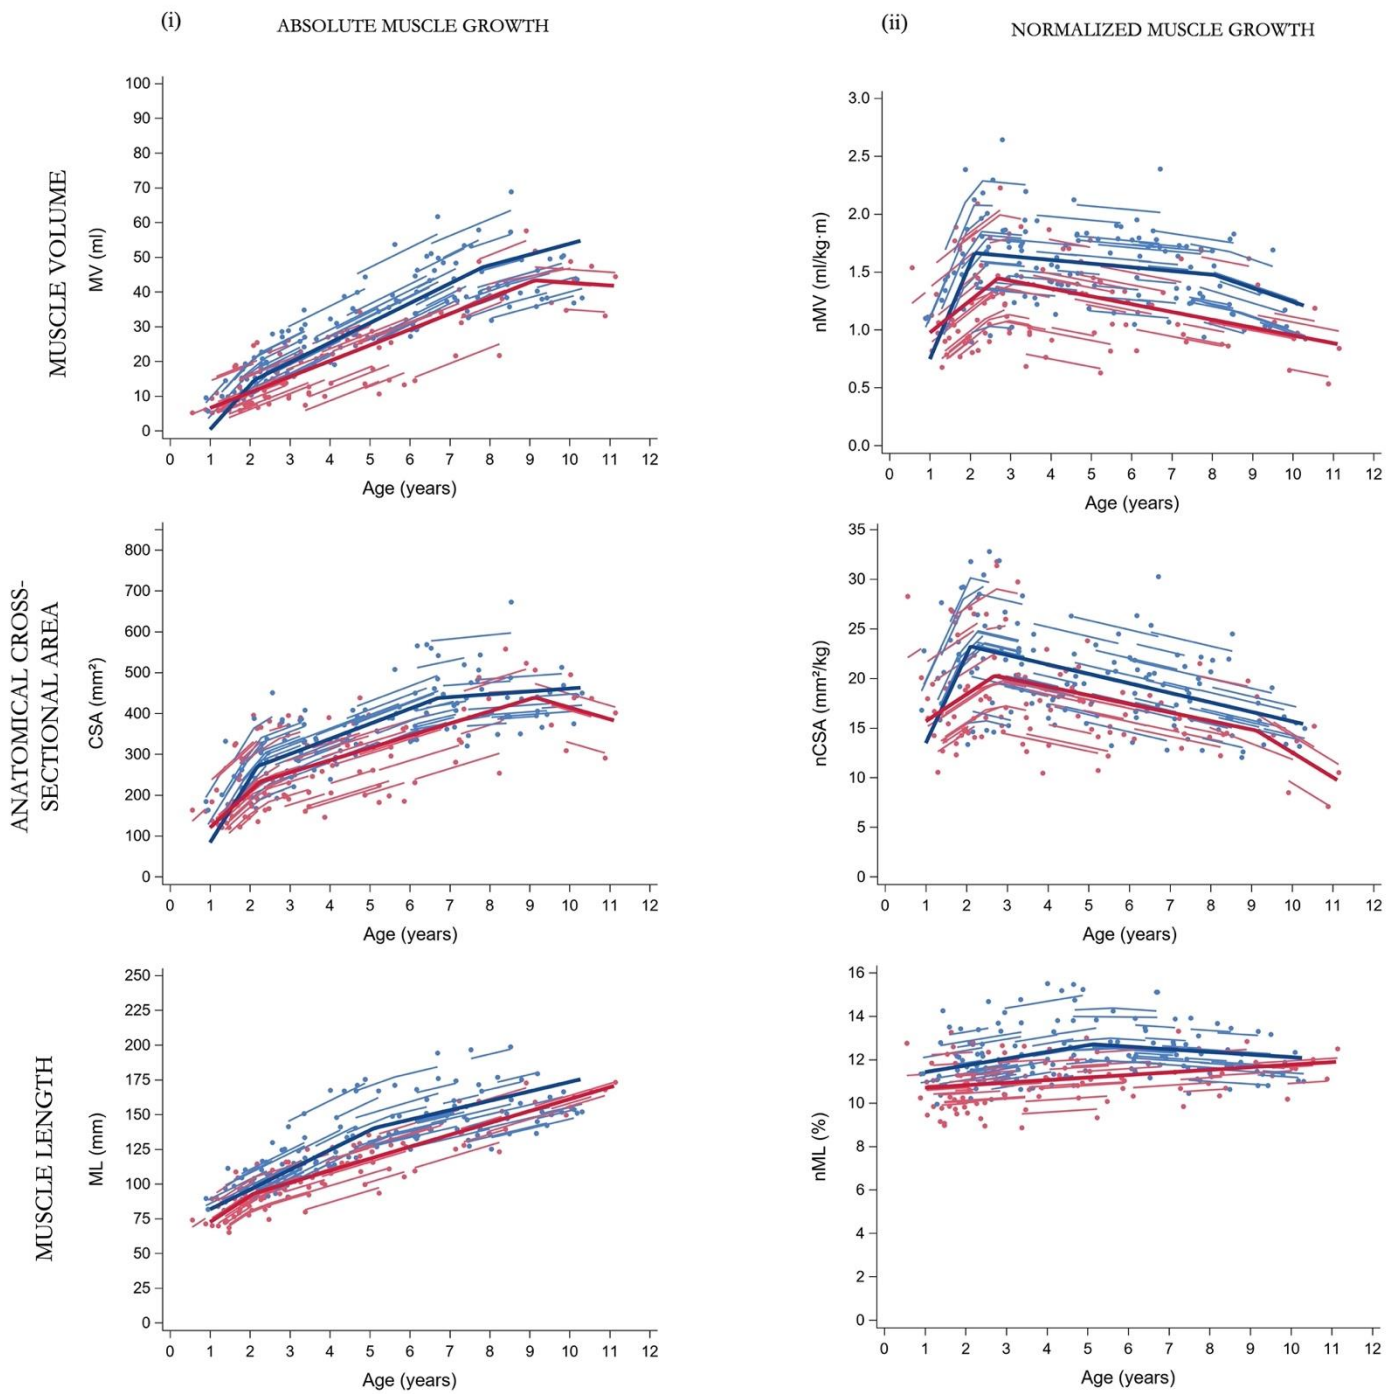 (i)
ABSOLUTE MUSCLE GROWTH
(ii)
NORMALIZED MUSCLE GROWTH
MUSCLE VOLUME
MV (ml)
100
90
80
70
60
50
40
30
20
10
0
0 1 2 3 4 5 6 7 8 9 10 11 12
Age (years)
nMV (ml/kg·m)
3.0
2.5
2.0
1.5
1.0
0.5
0.0
0 1 2 3 4 5 6 7 8 9 10 11 12
Age (years)
ANATOMICAL CROSS-
SECTIONAL AREA
CSA (mm²)
800
700
600
500
400
300
200
100
0
0 1 2 3 4 5 6 7 8 9 10 11 12
Age (years)
nCSA (mm²/kg)
35
30
25
20
15
10
5
0
0 1 2 3 4 5 6 7 8 9 10 11 12
Age (years)
MUSCLE LENGTH
ML (mm)
250
225
200
175
150
125
100
75
50
25
0
0 1 2 3 4 5 6 7 8 9 10 11 12
Age (years)
nML (%)
16
14
12
10
8
6
4
2
0
0 1 2 3 4 5 6 7 8 9 10 11 12
Age (years)